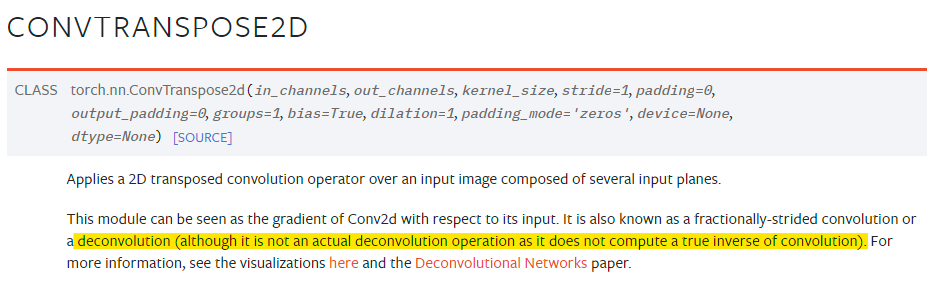 CONVTRANSPOSE2D
CLASS torch.nn.ConvTranspose2d(in_channels, out_channels, kernel_size, stride=1, padding=0,
output_padding=0, groups=1, bias=True, dilation=1, padding_mode='zeros', device=None,
dtype=None) [SOURCE]
Applies a 2D transposed convolution operator over an input image composed of several input planes.
This module can be seen as the gradient of Conv2d with respect to its input. It is also known as a fractionally-strided convolution or
a deconvolution (although it is not an actual deconvolution operation as it does not compute a true inverse of convolution). For
more information, see the visualizations here and the Deconvolutional Networks paper.